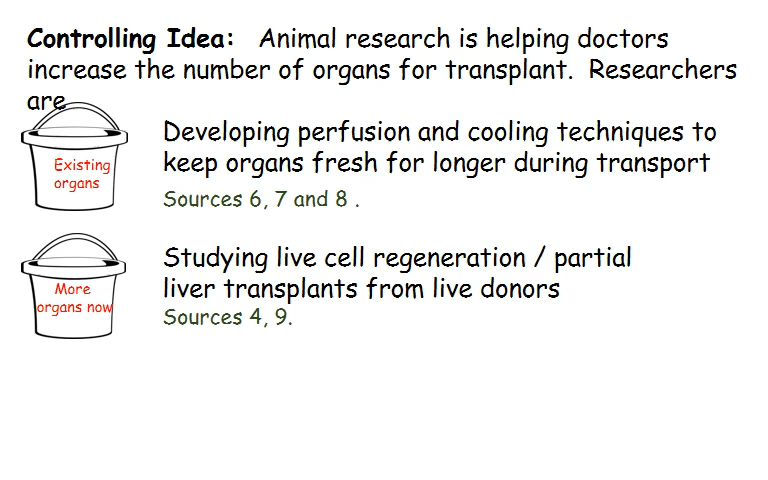 Controlling Idea: Animal research is helping doctors
increase the number of organs for transplant. Researchers
are
Existing
organs
Developing perfusion and cooling techniques to
keep organs fresh for longer during transport
Sources 6, 7 and 8 .
More
organs now
Studying live cell regeneration / partial
liver transplants from live donors
Sources 4, 9.